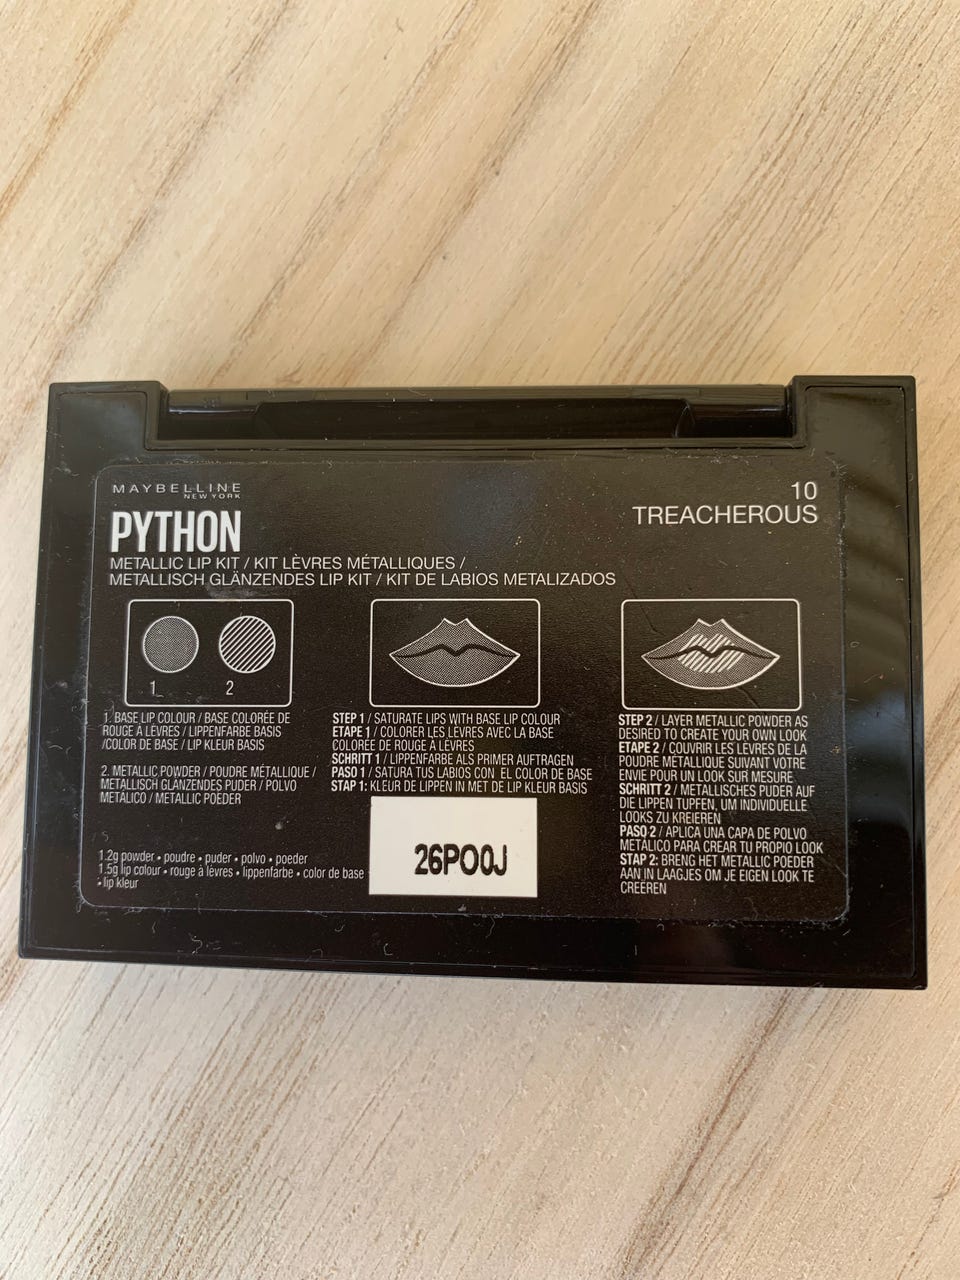 MAYBELLINE
NEW YORK
PYTHON
METALLIC LIP KIT / KIT LÈVRES MÉTALLIQUES /
METALLISCH GLÄNZENDES LIP KIT / KIT DE LABIOS METALIZADOS
10
TREACHEROUS
1
2
1. BASE LIP COLOUR / BASE COLORÉE DE
ROUGE À LÈVRES / LIPPENFARBE BASIS
/COLOR DE BASE / LIP KLEUR BASIS
2. METALLIC POWDER / POUDRE MÉTALLIQUE /
METALLISCH GLÄNZENDES PUDER / POLVO
METÁLICO / METALLIC POEDER
1.2g powder • poudre • puder • polvo • poeder
1.5g lip colour • rouge à lèvres • lippenfarbe • color de base
• lip kleur
STEP 1 / SATURATE LIPS WITH BASE LIP COLOUR
ETAPE 1 / COLORER LES LÈVRES AVEC LA BASE
COLORÉE DE ROUGE À LÈVRES
SCHRITT 1 / LIPPENFARBE ALS PRIMER AUFTRAGEN
PASO 1 / SATURA TUS LABIOS CON EL COLOR DE BASE
STAP 1: KLEUR DE LIPPEN IN MET DE LIP KLEUR BASIS
26P00J
STEP 2 / LAYER METALLIC POWDER AS
DESIRED TO CREATE YOUR OWN LOOK
ETAPE 2 / COUVRIR LES LÈVRES DE LA
POUDRE MÉTALLIQUE SUIVANT VOTRE
ENVIE POUR UN LOOK SUR MESURE
SCHRITT 2 / METALLISCHES PUDER AUF
DIE LIPPEN TUPFEN, UM INDIVIDUELLE
LOOKS ZU KREIEREN
PASO 2 / APLICA UNA CAPA DE POLVO
METÁLICO PARA CREAR TU PROPIO LOOK
STAP 2: BRENG HET METALLIC POEDER
AAN IN LAAGJES OM JE EIGEN LOOK TE
CREËREN